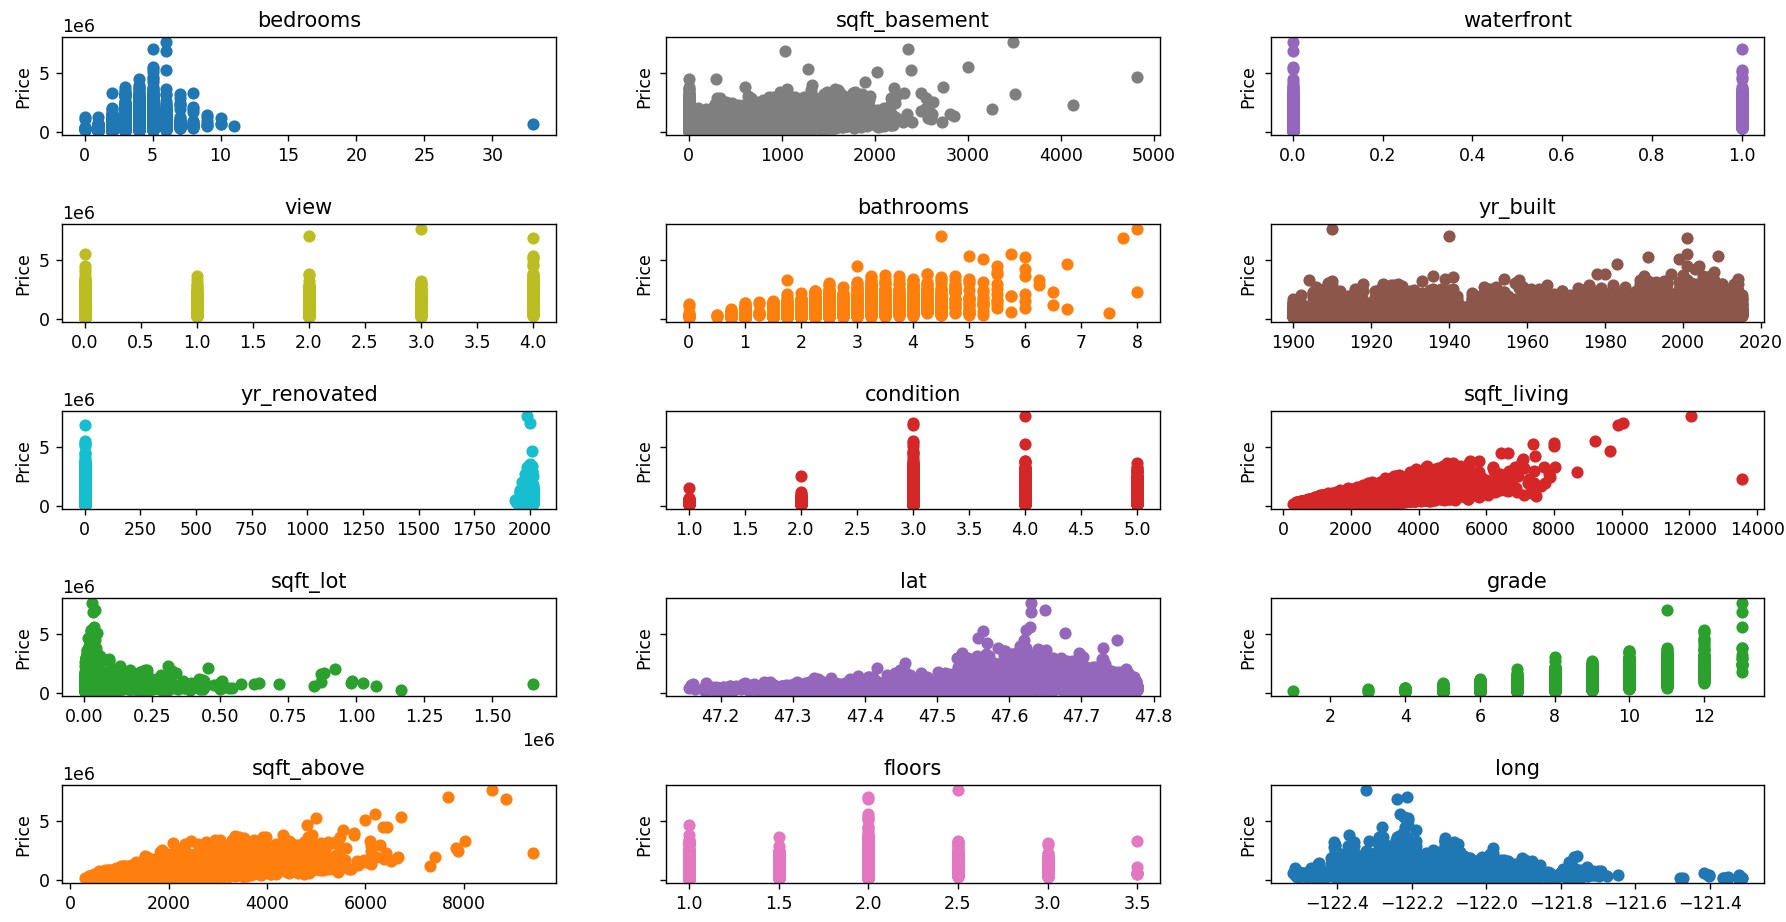 bedrooms
1e6
Price
5
0
0 5 10 15 20 25 30
sqft_basement
Price
0 1000 2000 3000 4000 5000
waterfront
Price
0.0 0.2 0.4 0.6 0.8 1.0
view
1e6
Price
5
0
0.0 0.5 1.0 1.5 2.0 2.5 3.0 3.5 4.0
bathrooms
Price
0 1 2 3 4 5 6 7 8
yr_built
Price
1900 1920 1940 1960 1980 2000 2020
yr_renovated
1e6
Price
5
0
0 250 500 750 1000 1250 1500 1750 2000
condition
Price
1.0 1.5 2.0 2.5 3.0 3.5 4.0 4.5 5.0
sqft_living
Price
0 2000 4000 6000 8000 10000 12000 14000
sqft_lot
1e6
Price
5
0
0.00 0.25 0.50 0.75 1.00 1.25 1.50
1e6
lat
Price
47.2 47.3 47.4 47.5 47.6 47.7 47.8
grade
Price
2 4 6 8 10 12
sqft_above
1e6
Price
5
0
0 2000 4000 6000 8000
floors
Price
1.0 1.5 2.0 2.5 3.0 3.5
long
Price
−122.4 −122.2 −122.0 −121.8 −121.6 −121.4